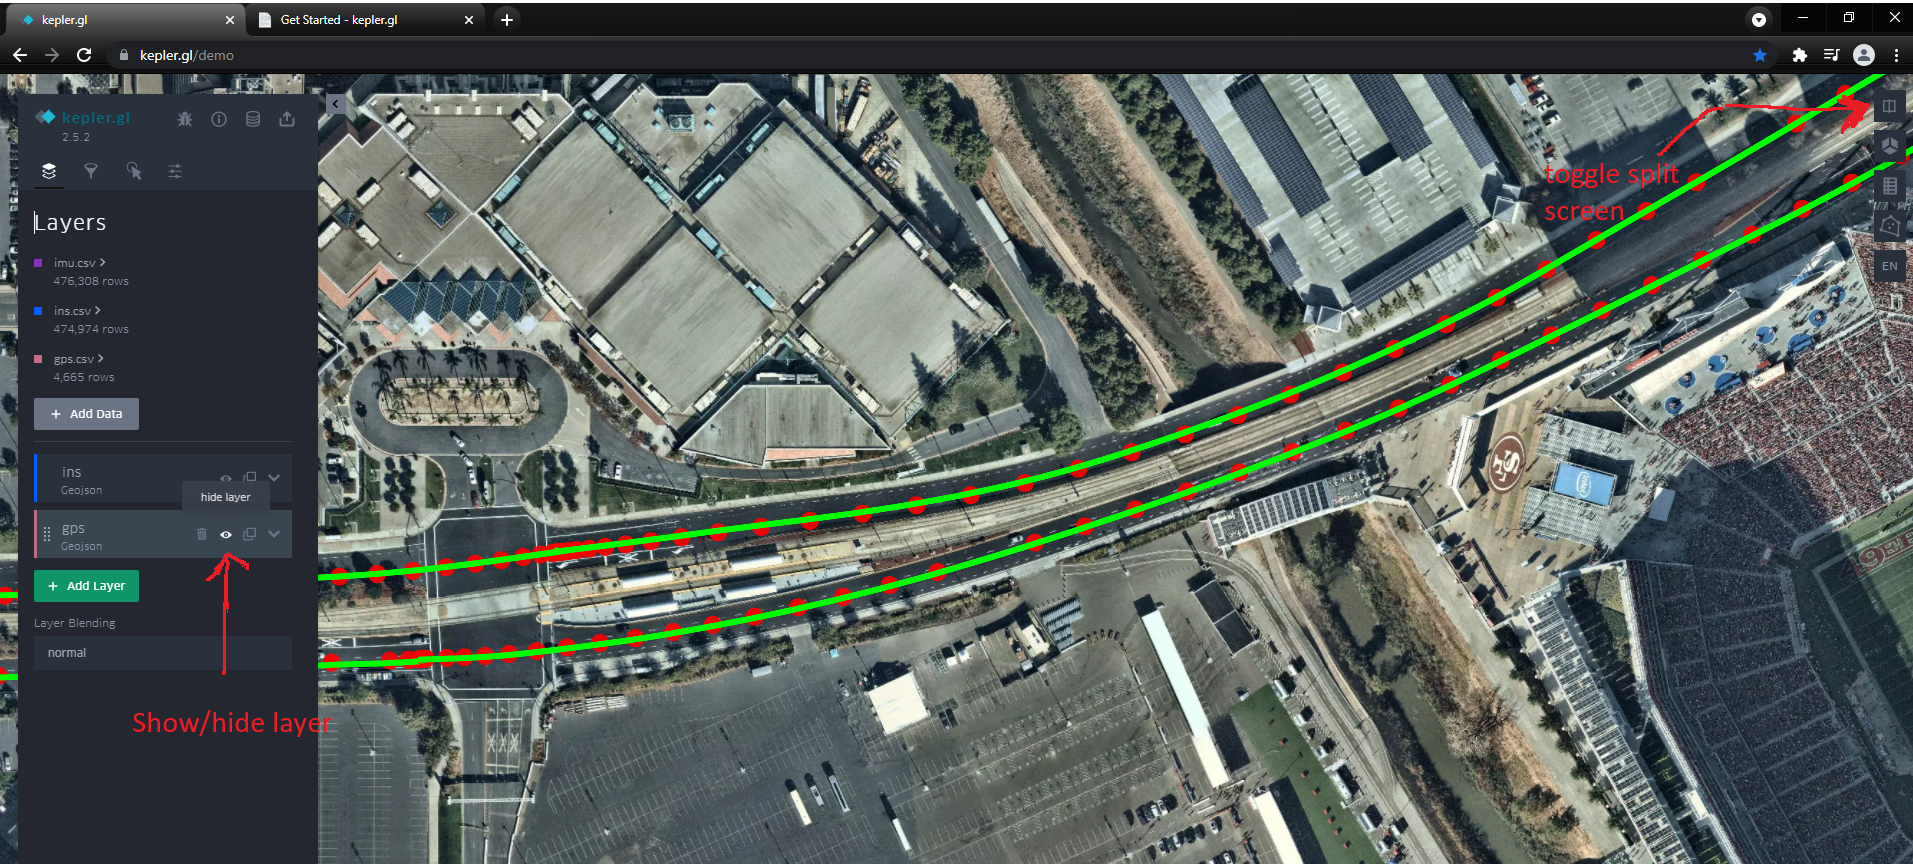 kepler.gl
Get Started - kepler.gl
kepler.gl/demo
kepler.gl
2.5.2
Layers
imu.csv
476,308 rows
ins.csv
474,974 rows
gps.csv
4,665 rows
+ Add Data
ins
Geojson
hide layer
gps
Geojson
+ Add Layer
Layer Blending
normal
Show/hide layer
toggle split
screen
EN
SF
intel